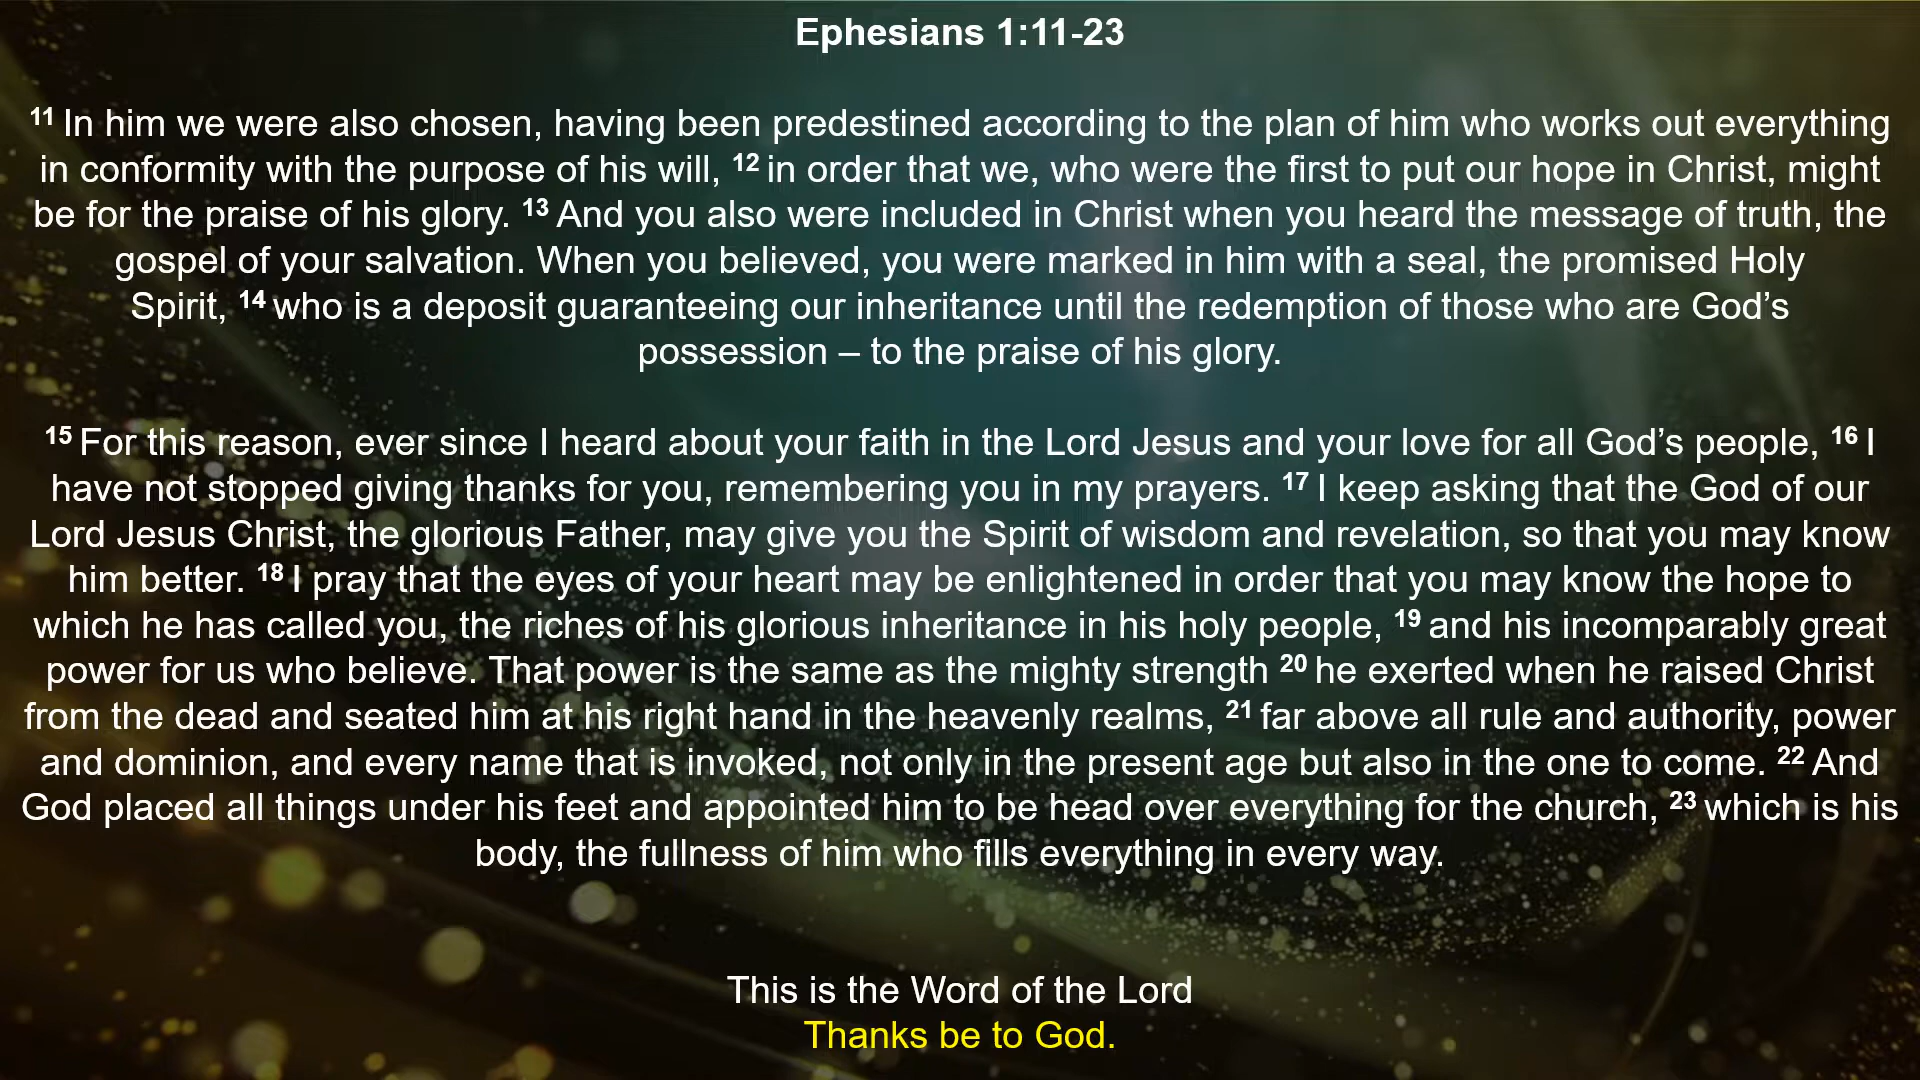 Ephesians 1:11-23
11 In him we were also chosen, having been predestined according to the plan of him who works out everything
in conformity with the purpose of his will, 12 in order that we, who were the first to put our hope in Christ, might
be for the praise of his glory. 13 And you also were included in Christ when you heard the message of truth, the
gospel of your salvation. When you believed, you were marked in him with a seal, the promised Holy
Spirit, 14 who is a deposit guaranteeing our inheritance until the redemption of those who are God’s
possession – to the praise of his glory.
15 For this reason, ever since I heard about your faith in the Lord Jesus and your love for all God’s people, 16 I
have not stopped giving thanks for you, remembering you in my prayers. 17 I keep asking that the God of our
Lord Jesus Christ, the glorious Father, may give you the Spirit of wisdom and revelation, so that you may know
him better. 18 I pray that the eyes of your heart may be enlightened in order that you may know the hope to
which he has called you, the riches of his glorious inheritance in his holy people, 19 and his incomparably great
power for us who believe. That power is the same as the mighty strength 20 he exerted when he raised Christ
from the dead and seated him at his right hand in the heavenly realms, 21 far above all rule and authority, power
and dominion, and every name that is invoked, not only in the present age but also in the one to come. 22 And
God placed all things under his feet and appointed him to be head over everything for the church, 23 which is his
body, the fullness of him who fills everything in every way.
This is the Word of the Lord
Thanks be to God.